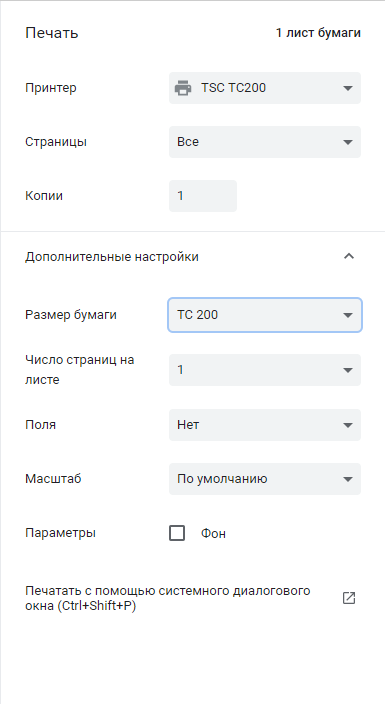 Печать 1 лист бумаги
Принтер TSC TC200
Страницы Все
Копии 1
Дополнительные настройки
Размер бумаги TC 200
Число страниц на
листе 1
Поля Нет
Масштаб По умолчанию
Параметры Фон
Печатать с помощью системного диалогового
окна (Ctrl+Shift+P)